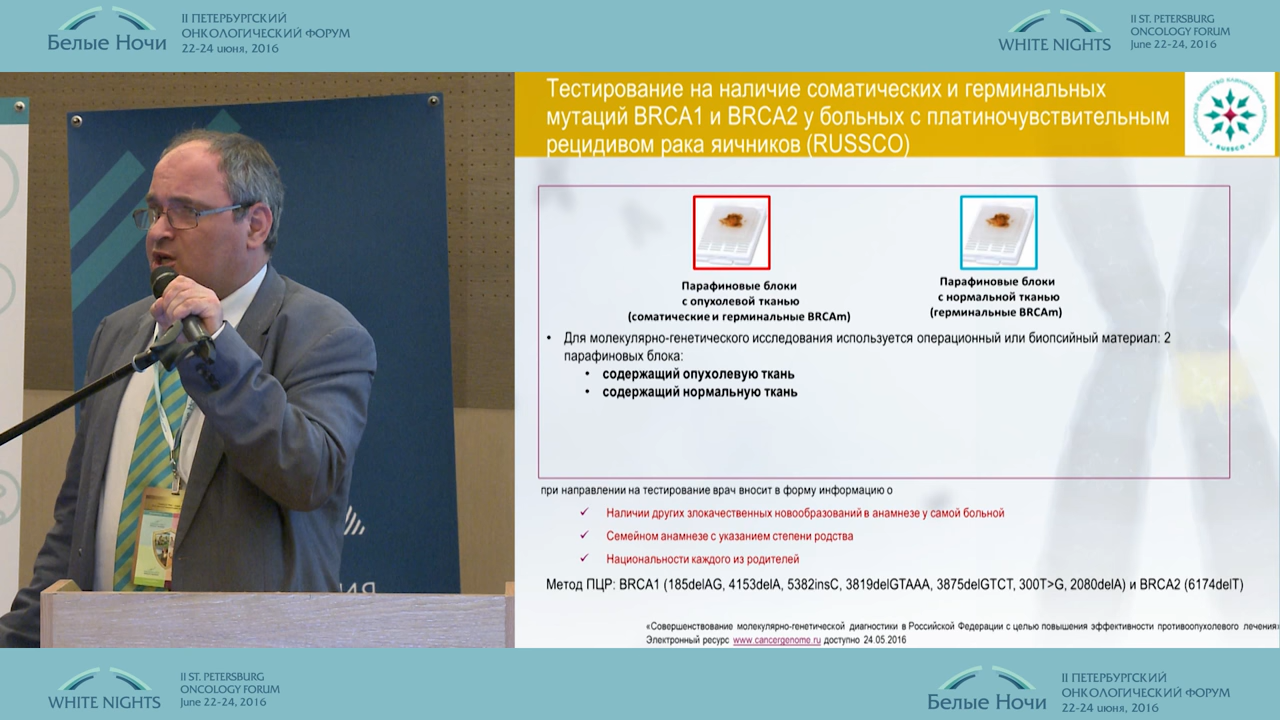 Белые Ночи
II ПЕТЕРБУРГСКИЙ
ОНКОЛОГИЧЕСКИЙ ФОРУМ
22-24 июня, 2016
WHITE NIGHTS
II ST. PETERSBURG
ONCOLOGY FORUM
June 22-24, 2016
Тестирование на наличие соматических и герминальных
мутаций BRCA1 и BRCA2 у больных с платиночувствительным
рецидивом рака яичников (RUSSCO)
RUSSCO
Парафиновые блоки
с опухолевой тканью
(соматические и герминальные BRCAm)
Парафиновые блоки
с нормальной тканью
(герминальные BRCAm)
• Для молекулярно-генетического исследования используется операционный или биопсийный материал: 2
парафиновых блока:
• содержащий опухолевую ткань
• содержащий нормальную ткань
при направлении на тестирование врач вносит в форму информацию о
✓ Наличии других злокачественных новообразований в анамнезе у самой больной
✓ Семейном анамнезе с указанием степени родства
✓ Национальности каждого из родителей
Метод ПЦР: BRCA1 (185delAG, 4153delA, 5382insC, 3819delGTAAA, 3875delGTCT, 300T>G, 2080delA) и BRCA2 (6174delT)
«Совершенствование молекулярно-генетической диагностики в Российской Федерации с целью повышения эффективности противоопухолевого лечения»
Электронный ресурс www.cancergenome.ru доступно 24.05.2016
WHITE NIGHTS
II ST. PETERSBURG
ONCOLOGY FORUM
June 22-24, 2016
Белые Ночи
II ПЕТЕРБУРГСКИЙ
ОНКОЛОГИЧЕСКИЙ ФОРУМ
22-24 июня, 2016